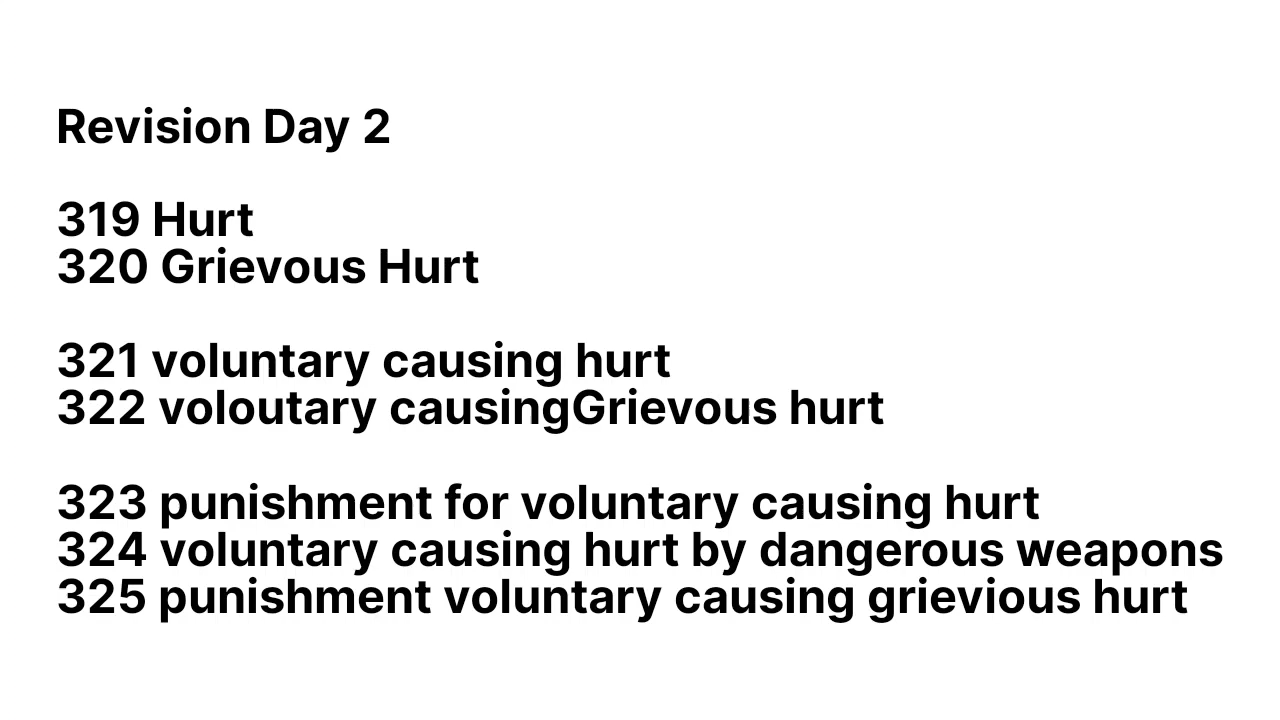 Revision Day 2
319 Hurt
320 Grievous Hurt
321 voluntary causing hurt
322 voloutary causingGrievous hurt
323 punishment for voluntary causing hurt
324 voluntary causing hurt by dangerous weapons
325 punishment voluntary causing grievious hurt